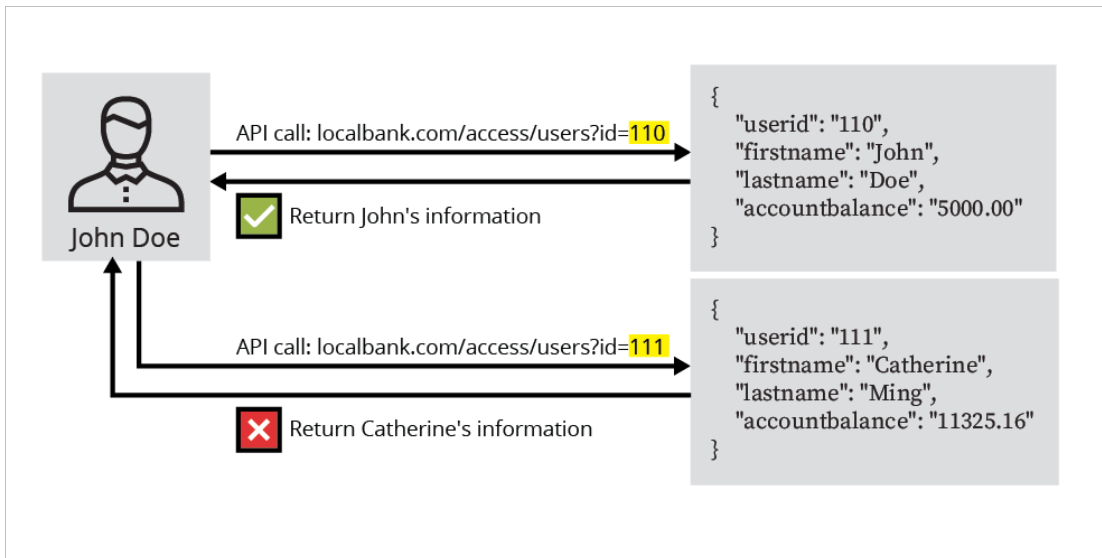 John Doe
API call: localbank.com/access/users?id=110
Return John's information
{
"userid": "110",
"firstname": "John",
"lastname": "Doe",
"accountbalance": "5000.00"
}
API call: localbank.com/access/users?id=111
Return Catherine's information
{
"userid": "111",
"firstname": "Catherine",
"lastname": "Ming",
"accountbalance": "11325.16"
}